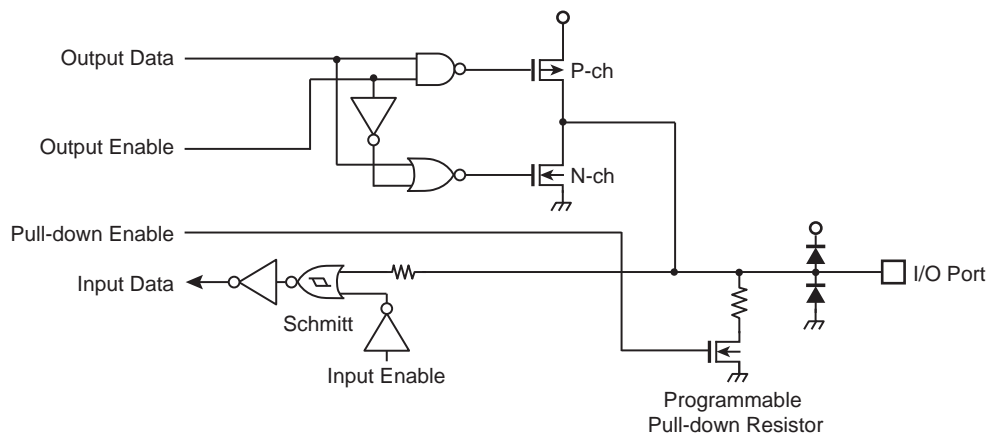 Output Data
P-ch
Output Enable
N-ch
Pull-down Enable
Input Data
I/O Port
Schmitt
Input Enable
Programmable
Pull-down Resistor